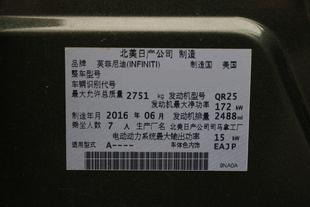 北美日产公司 制造
品牌 英菲尼迪(INFINITI) 制造国 美国
整车型号
车辆识别代号
最大允许总质量 2751 kg 发动机型号 QR25
发动机最大净功率 172 kW
制造年月 2016 年 06 月 发动机排量 2488 ml
乘坐人数 7 人 生产厂名 北美日产公司司马拿工厂
电动动力系统最大输出功率 15 kW
适用型式 A---- 车体色内饰 EAJP
9NA0A